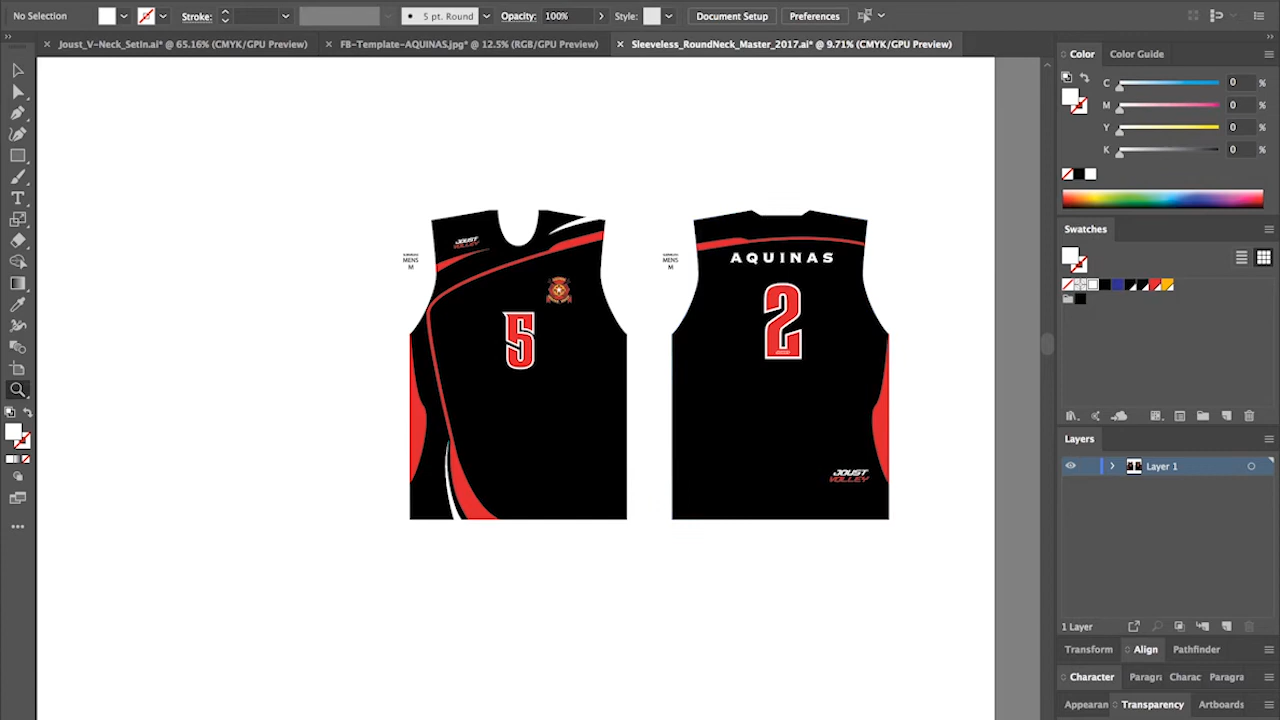 No Selection Stroke: 5 pt. Round Opacity: 100% Style: Document Setup Preferences
Joust_V-Neck_SetIn.ai* @ 65.16% (CMYK/GPU Preview) FB-Template-AQUINAS.jpg* @ 12.5% (RGB/GPU Preview) Sleeveless_RoundNeck_Master_2017.ai* @ 9.71% (CMYK/GPU Preview)
Color Color Guide
C 0 %
M 0 %
Y 0 %
K 0 %
Swatches
JOUST
VOLLEY
MENS
M
5
MENS
M
AQUINAS
2
JOUST
VOLLEY
Layers
Layer 1
1 Layer
Transform Align Pathfinder
Character Paragra Charac Paragra
Appearan Transparency Artboards